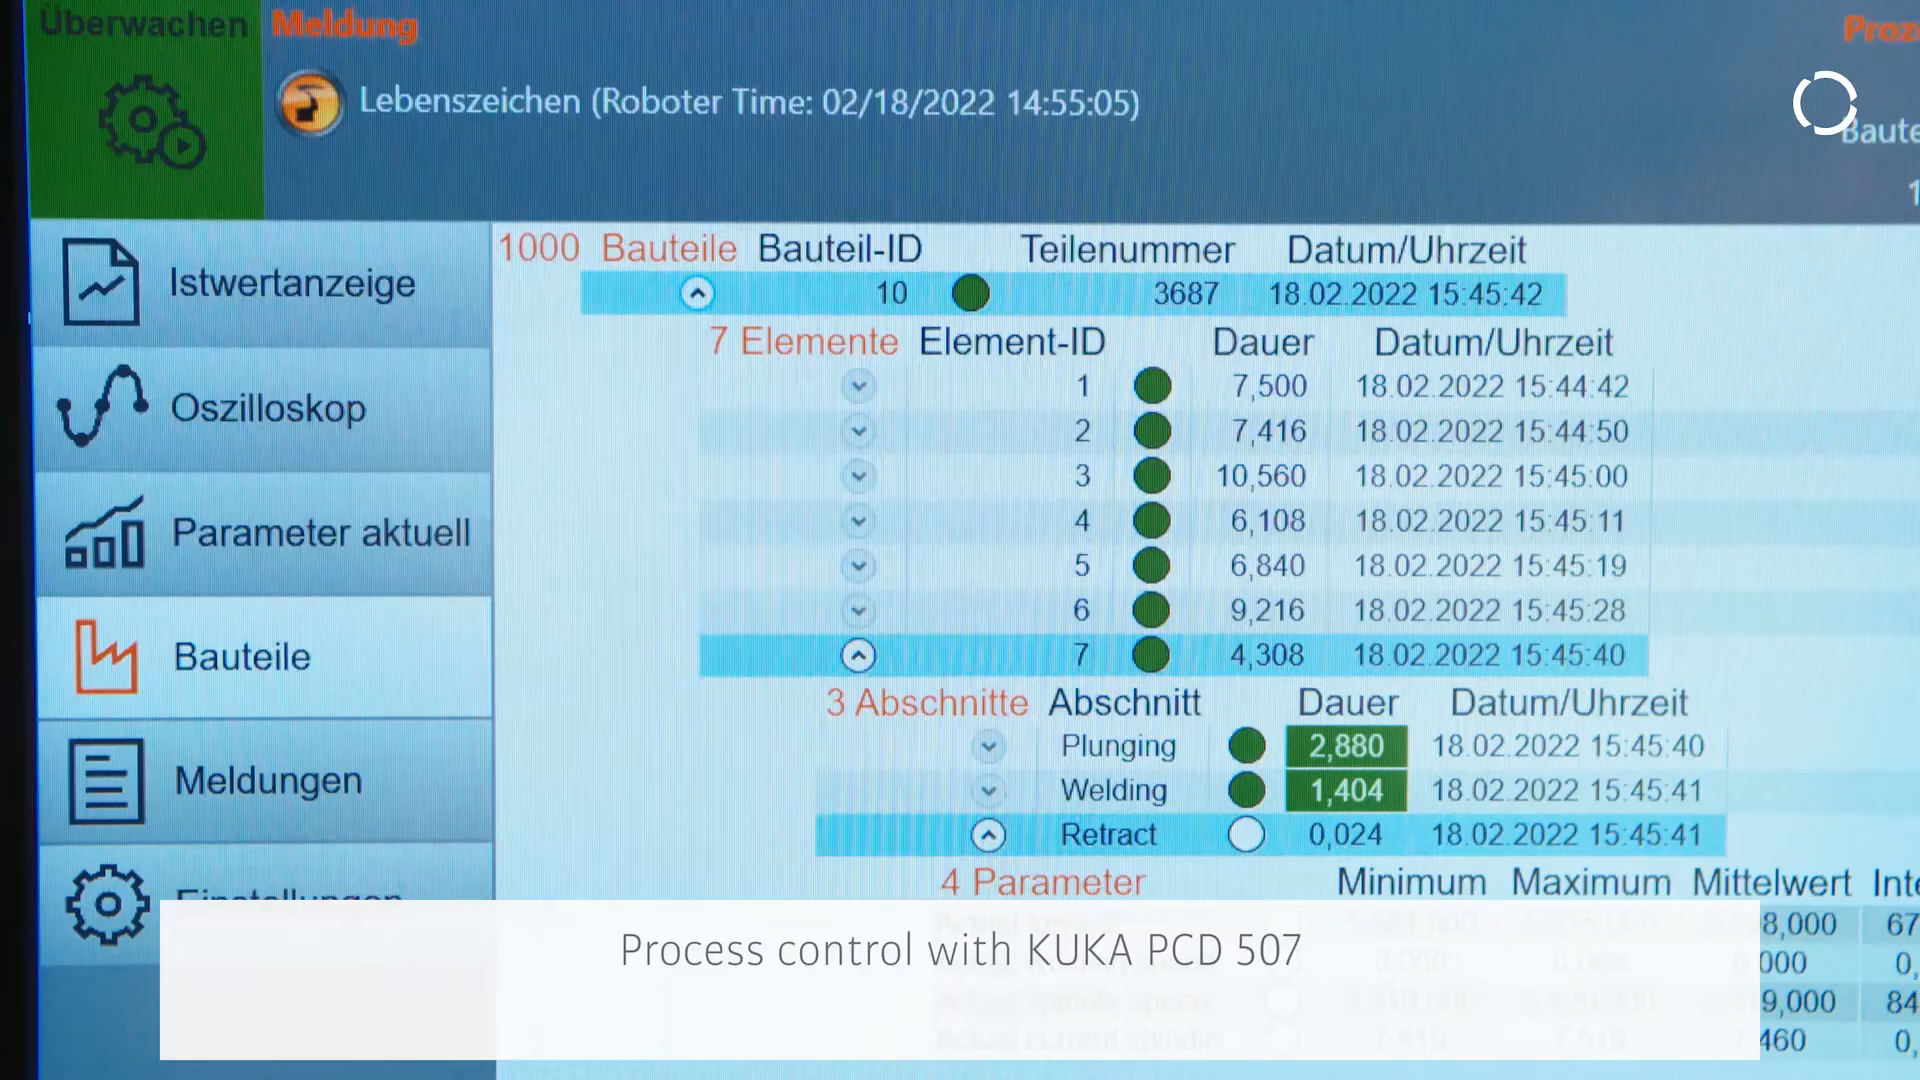 Überwachen
Meldung
Lebenszeichen (Roboter Time: 02/18/2022 14:55:05)
Istwertanzeige
Oszilloskop
Parameter aktuell
Bauteile
Meldungen
Einstellungen
1000 Bauteile Bauteil-ID Teilenummer Datum/Uhrzeit
10 3687 18.02.2022 15:45:42
7 Elemente Element-ID Dauer Datum/Uhrzeit
1 7,500 18.02.2022 15:44:42
2 7,416 18.02.2022 15:44:50
3 10,560 18.02.2022 15:45:00
4 6,108 18.02.2022 15:45:11
5 6,840 18.02.2022 15:45:19
6 9,216 18.02.2022 15:45:28
7 4,308 18.02.2022 15:45:40
3 Abschnitte Abschnitt Dauer Datum/Uhrzeit
Plunging 2,880 18.02.2022 15:45:40
Welding 1,404 18.02.2022 15:45:41
Retract 0,024 18.02.2022 15:45:41
4 Parameter Minimum Maximum Mittelwert
Process control with KUKA PCD 507